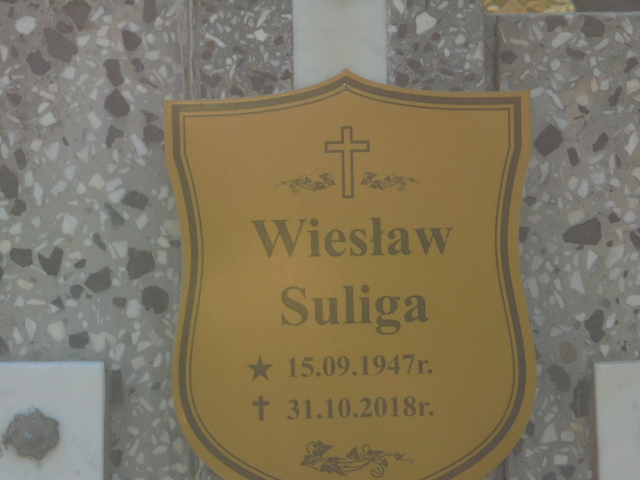 Wiesław
Suliga
★ 15.09.1947r.
✝ 31.10.2018r.